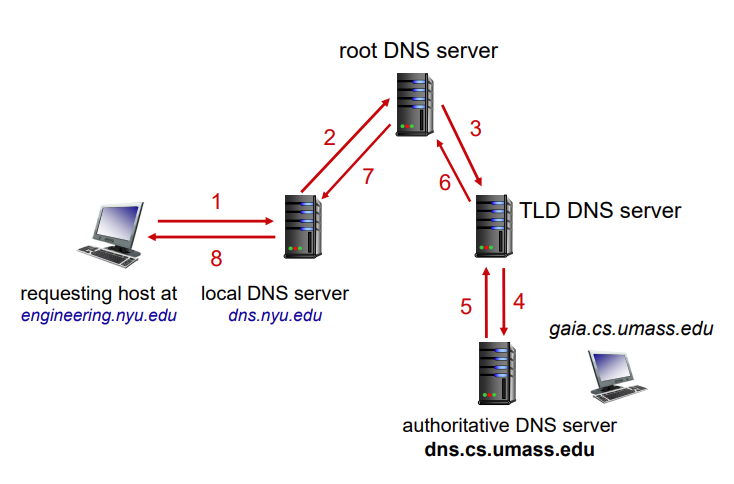 root DNS server
2
3
7
6
1
TLD DNS server
8
requesting host at
engineering.nyu.edu
local DNS server
dns.nyu.edu
5
4
gaia.cs.umass.edu
authoritative DNS server
dns.cs.umass.edu